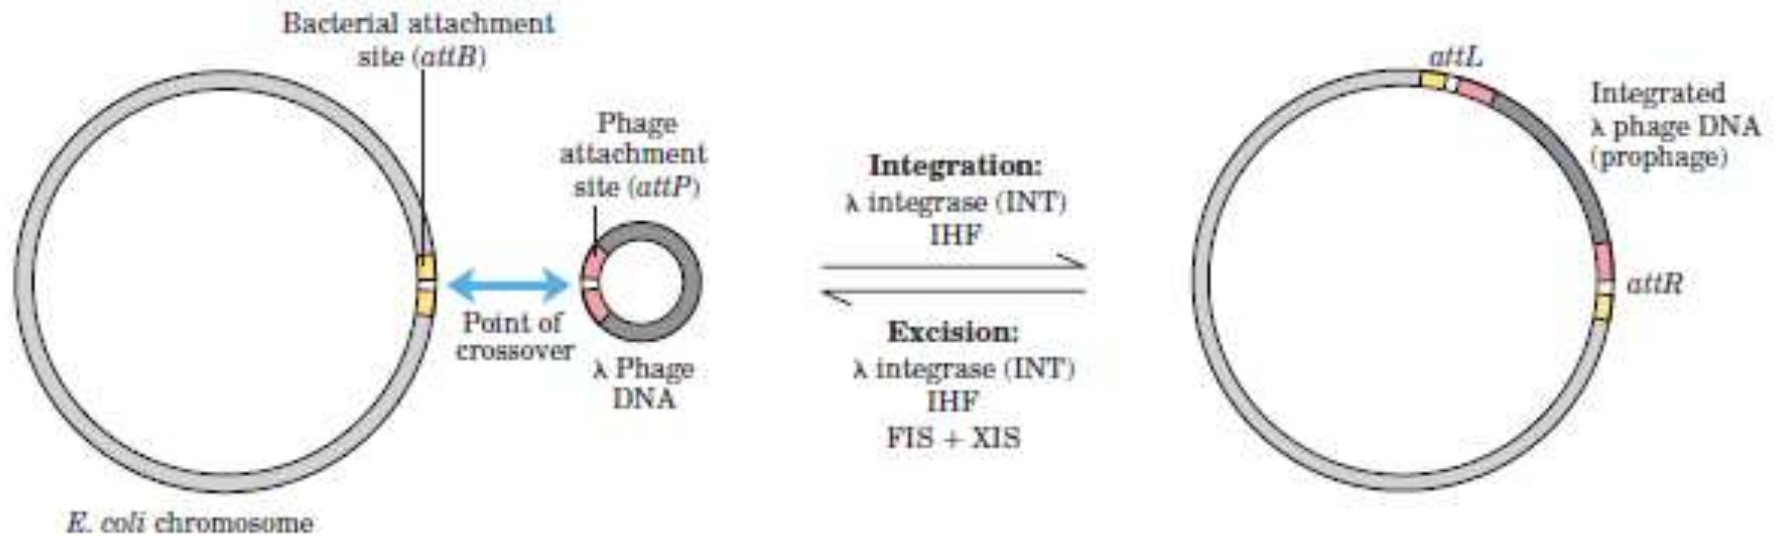 Bacterial attachment
site (attB)
Phage
attachment
site (attP)
Point of
crossover
λ Phage
DNA
E. coli chromosome
Integration:
λ integrase (INT)
IHF
Excision:
λ integrase (INT)
IHF
FIS + XIS
attL
Integrated
λ phage DNA
(prophage)
attR